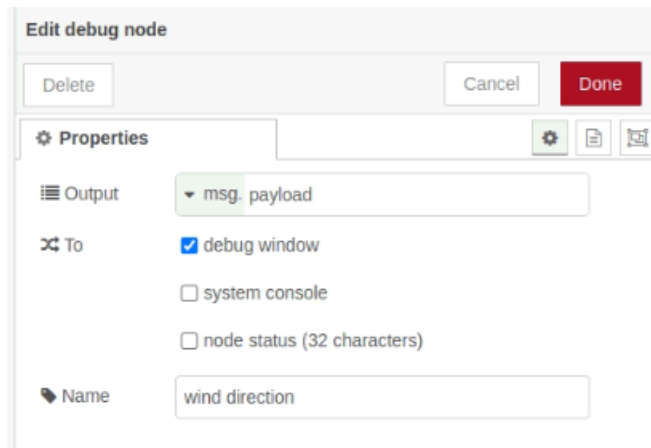 Edit debug node
Delete Cancel Done
Properties
Output msg. payload
To debug window
system console
node status (32 characters)
Name wind direction